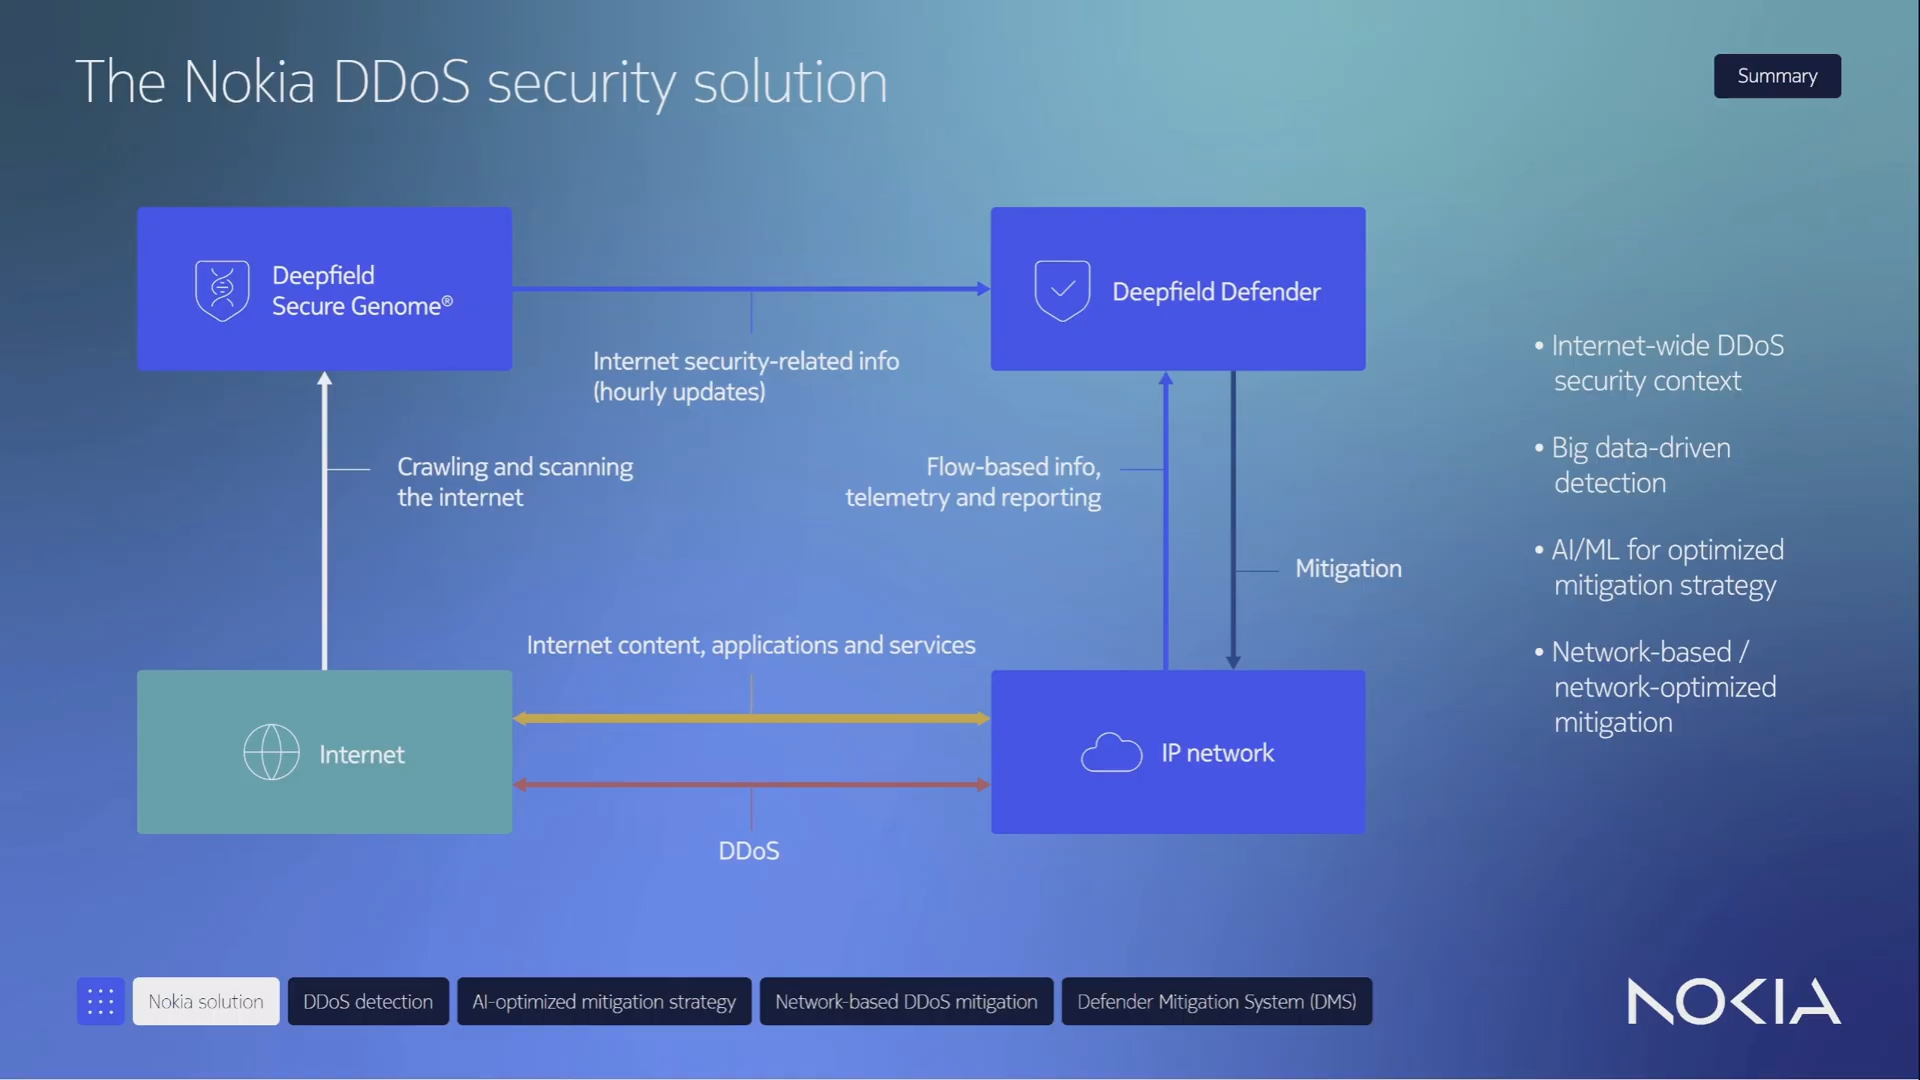 The Nokia DDoS security solution
Summary
Deepfield
Secure Genome®
Deepfield Defender
Internet security-related info
(hourly updates)
Crawling and scanning
the internet
Flow-based info,
telemetry and reporting
Mitigation
Internet content, applications and services
Internet
IP network
DDoS
• Internet-wide DDoS
security context
• Big data-driven
detection
• AI/ML for optimized
mitigation strategy
• Network-based /
network-optimized
mitigation
Nokia solution
DDoS detection
AI-optimized mitigation strategy
Network-based DDoS mitigation
Defender Mitigation System (DMS)
NOKIA